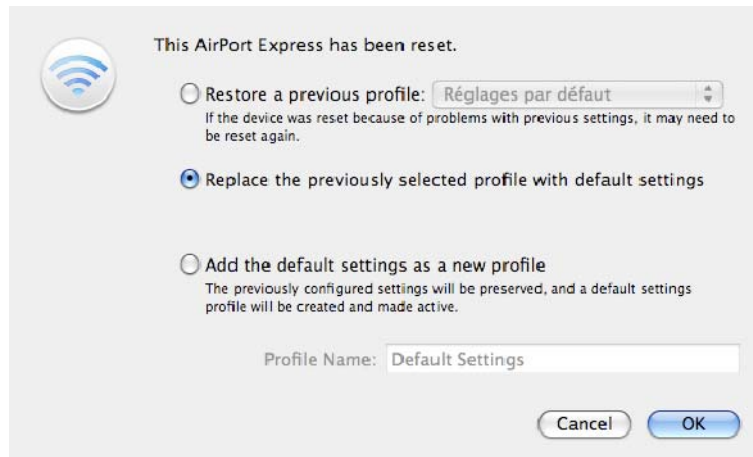 This AirPort Express has been reset.
Restore a previous profile: Réglages par défaut
If the device was reset because of problems with previous settings, it may need to
be reset again.
Replace the previously selected profile with default settings
Add the default settings as a new profile
The previously configured settings will be preserved, and a default settings
profile will be created and made active.
Profile Name: Default Settings
Cancel OK